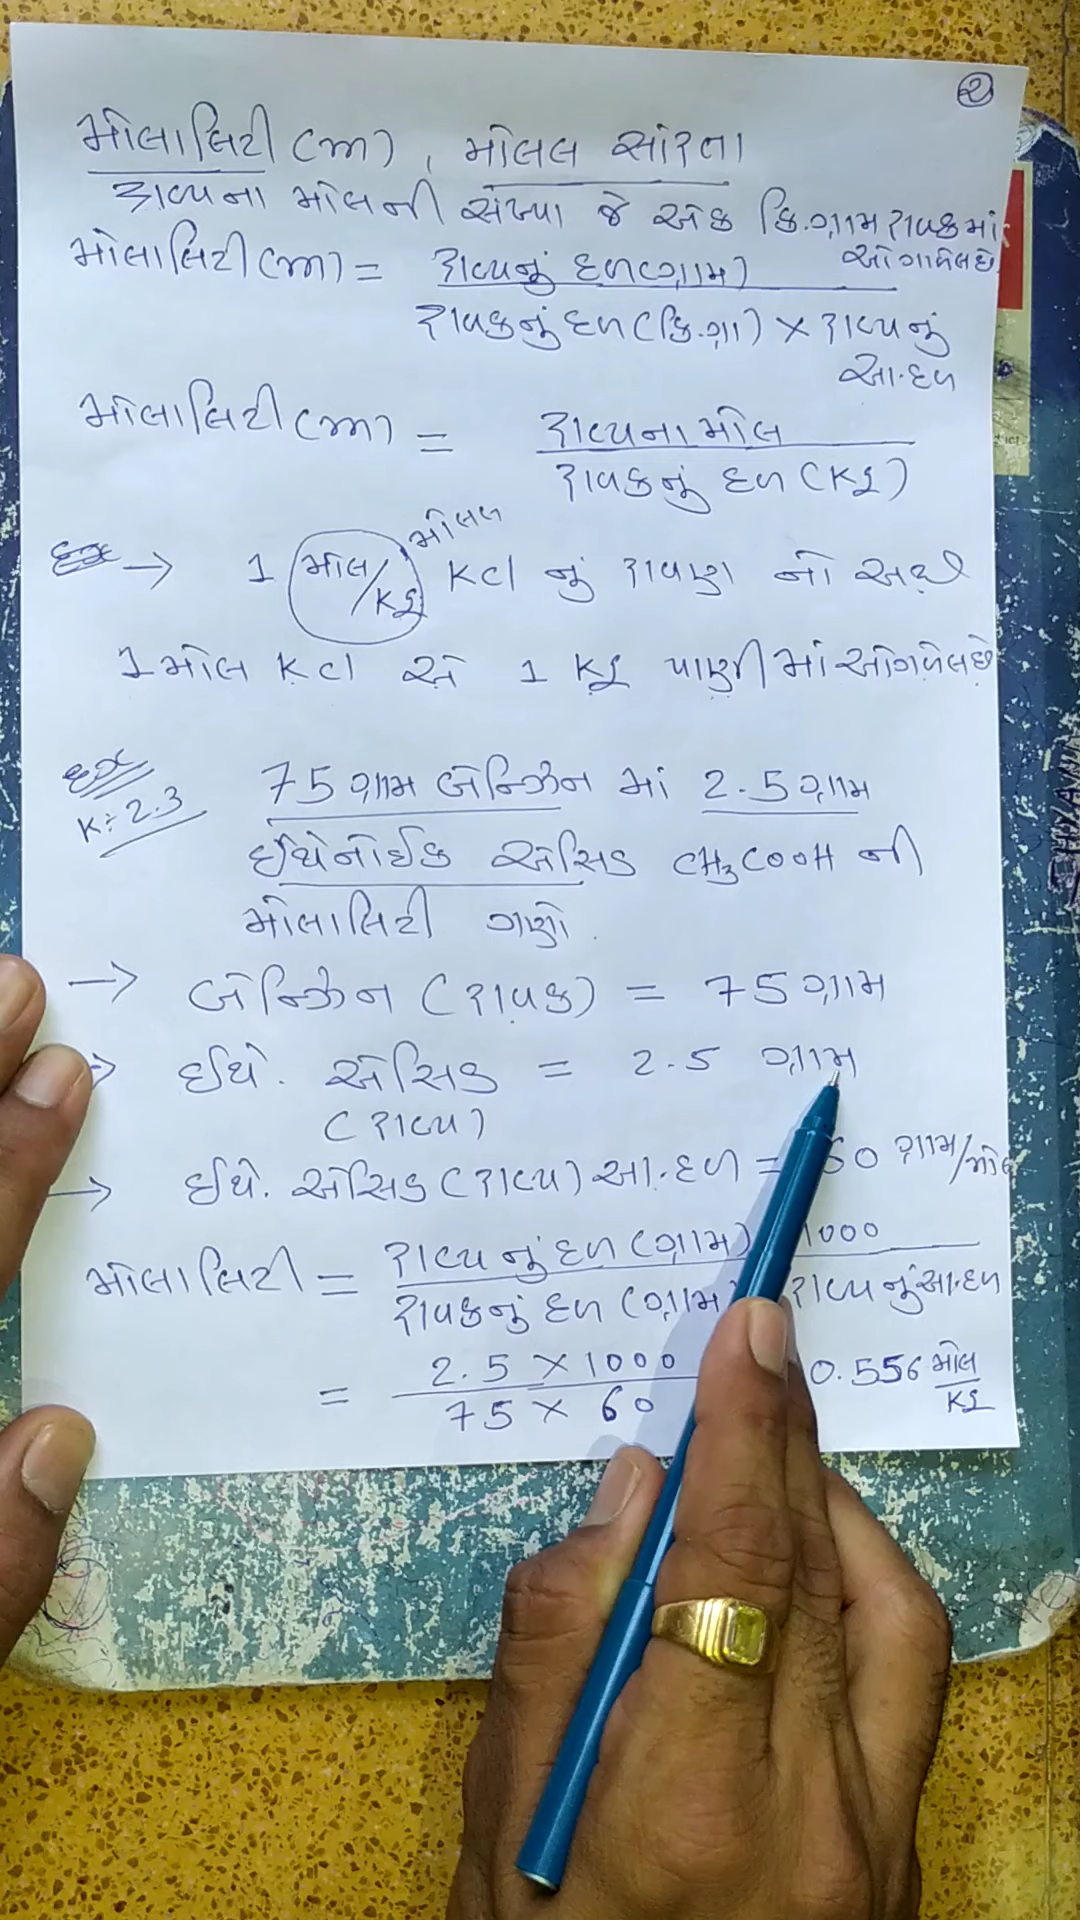 ૨
મોલાલિટી (m), મોલલ સાંદ્રતા
દ્રાવ્યના મોલની સંખ્યા જે એક કિ.ગ્રામ દ્રાવકમાં ઓગાળેલ છે
મોલાલિટી (m) = દ્રાવ્યનું દળ (ગ્રામ)
દ્રાવકનું દળ (કિ.ગ્રા) × દ્રાવ્યનું આ.દળ
મોલાલિટી (m) = દ્રાવ્યના મોલ
દ્રાવકનું દળ (Kg)
Ex → 1 મોલ/Kg મોલલ KCl નું દ્રાવણ નો અર્થ
1 મોલ KCl એ 1 Kg પાણીમાં ઓગળેલ છે
Ex 75 ગ્રામ બેન્ઝિન માં 2.5 ગ્રામ
K÷2.3 ઈથેનોઈક એસિડ CH3COOH ની
મોલાલિટી ગણો.
→ બેન્ઝિન (દ્રાવક) = 75 ગ્રામ
→ ઈથે. એસિડ = 2.5 ગ્રામ
(દ્રાવ્ય)
→ ઈથે. એસિડ (દ્રાવ્ય) આ.દળ = 60 ગ્રામ/મોલ
મોલાલિટી = દ્રાવ્યનું દળ (ગ્રામ) 1000
દ્રાવકનું દળ (ગ્રામ) દ્રાવ્યનું આ.દળ
= 2.5 × 1000 0.556 મોલ
75 × 60 Kg